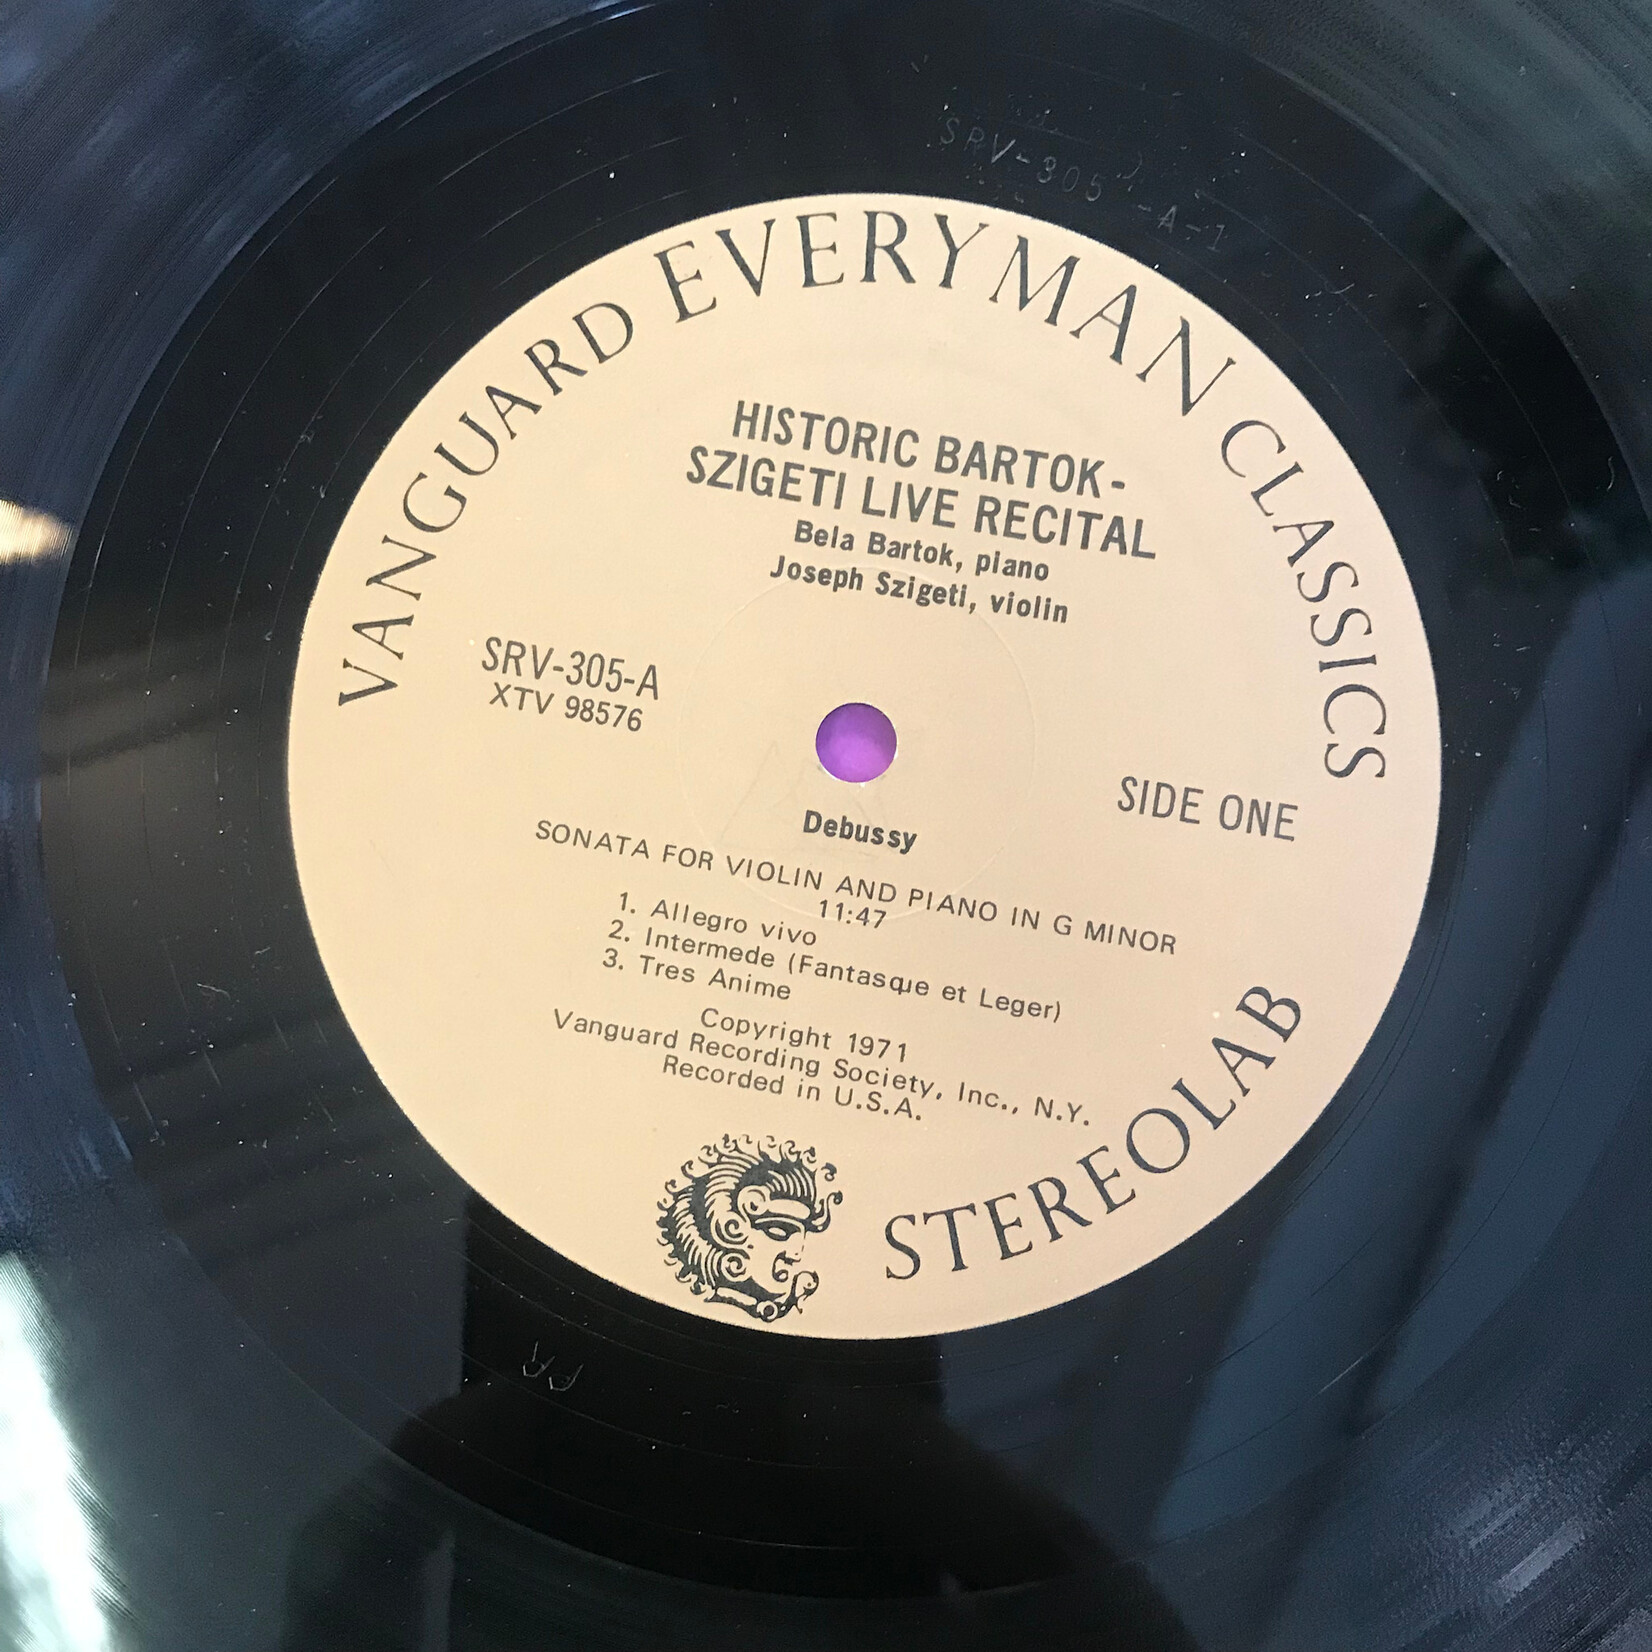 SRV-305 -A-1
VANGUARD EVERYMAN CLASSICS
HISTORIC BARTOK-
SZIGETI LIVE RECITAL
Bela Bartok, piano
Joseph Szigeti, violin
SRV-305-A
XTV 98576
SIDE ONE
Debussy
SONATA FOR VIOLIN AND PIANO IN G MINOR
11:47
1. Allegro vivo
2. Intermede (Fantasque et Leger)
3. Tres Anime
Copyright 1971
Vanguard Recording Society, Inc., N.Y.
Recorded in U.S.A.
STEREOLAB